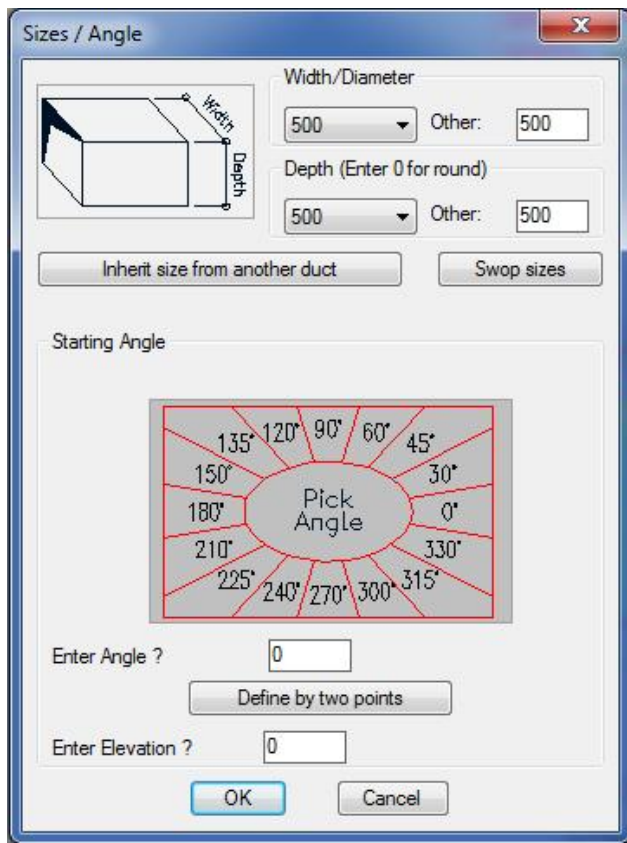 Sizes / Angle
X
Width/Diameter
Width
500 Other: 500
Depth
Depth (Enter 0 for round)
500 Other: 500
Inherit size from another duct Swop sizes
Starting Angle
135° 120° 90° 60° 45°
150° 30°
180° Pick Angle 0°
210° 330°
225° 240° 270° 300° 315°
Enter Angle ? 0
Define by two points
Enter Elevation ? 0
OK Cancel